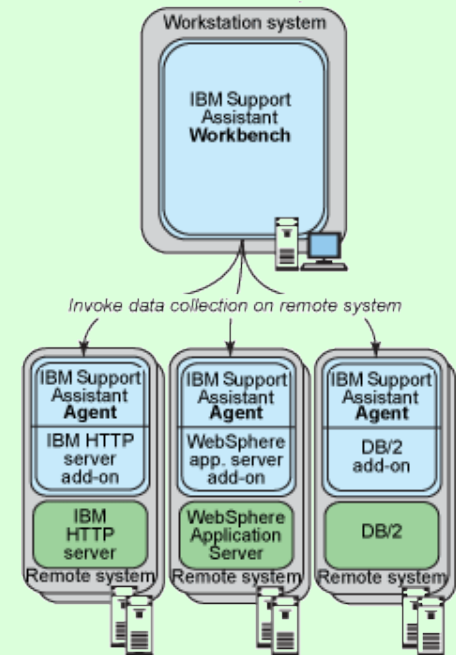 Workstation system
IBM Support
Assistant
Workbench
Invoke data collection on remote system
IBM Support
Assistant
Agent
IBM HTTP
server
add-on
IBM
HTTP
server
Remote system
IBM Support
Assistant
Agent
WebSphere
app. server
add-on
WebSphere
Application
Server
Remote system
IBM Support
Assistant
Agent
DB/2
add-on
DB/2
Remote system